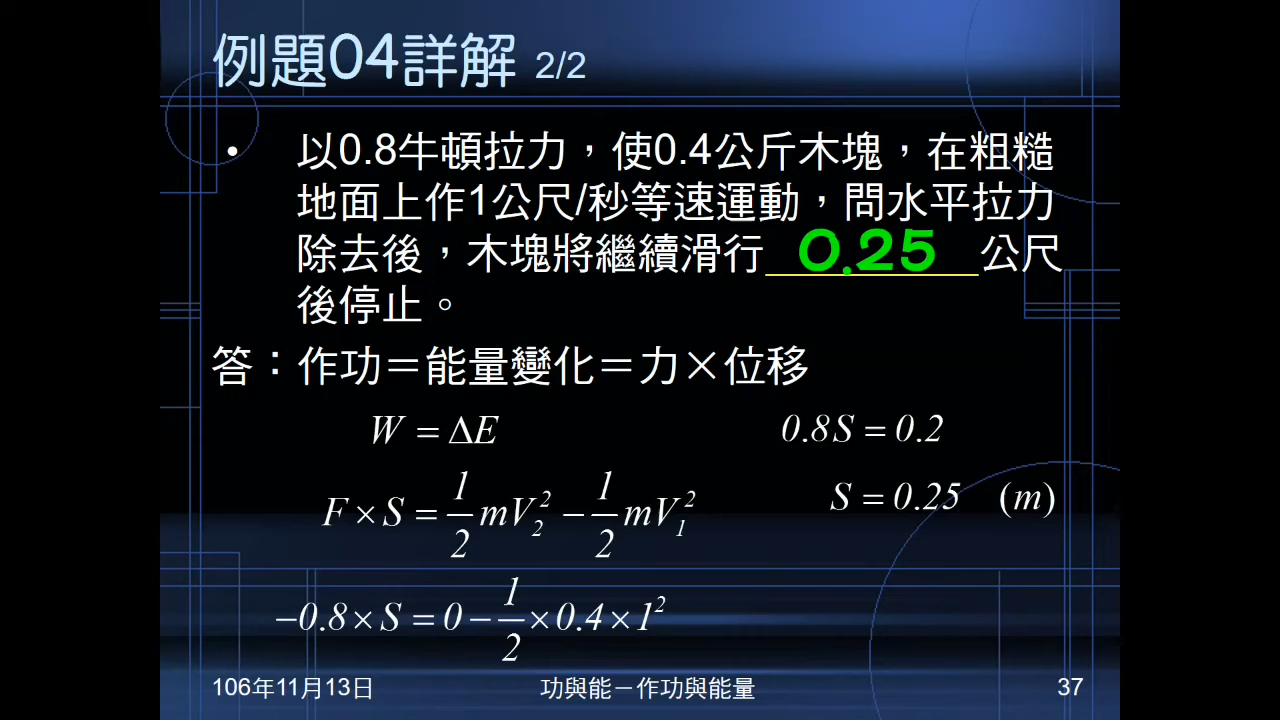 例題04詳解 2/2
• 以0.8牛頓拉力，使0.4公斤木塊，在粗糙
地面上作1公尺/秒等速運動，問水平拉力
除去後，木塊將繼續滑行 0.25 公尺
後停止。
答：作功＝能量變化＝力×位移
W = ΔE
0.8S = 0.2
F × S = 1/2 mV₂² − 1/2 mV₁²
S = 0.25 (m)
−0.8 × S = 0 − 1/2 × 0.4 × 1²
106年11月13日 功與能－作功與能量 37